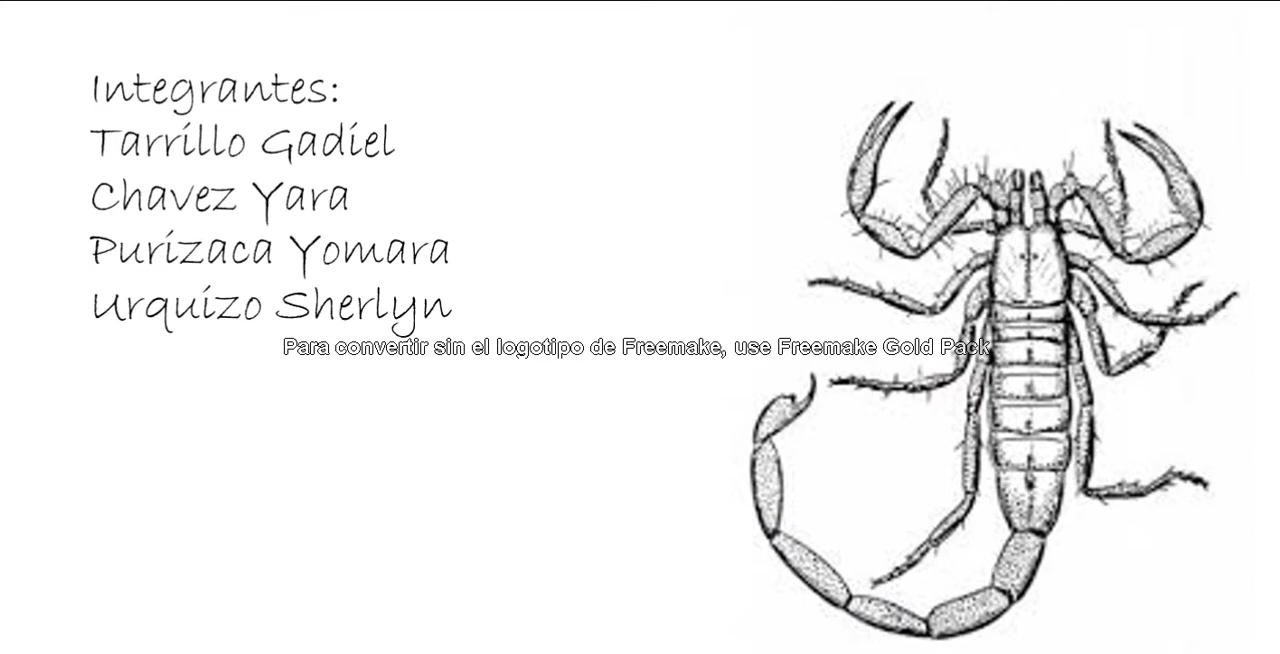 Integrantes:
Tarrillo Gadiel
Chavez Yara
Purizaca Yomara
Urquizo Sherlyn
Para convertir sin el logotipo de Freemake, use Freemake Gold Pack